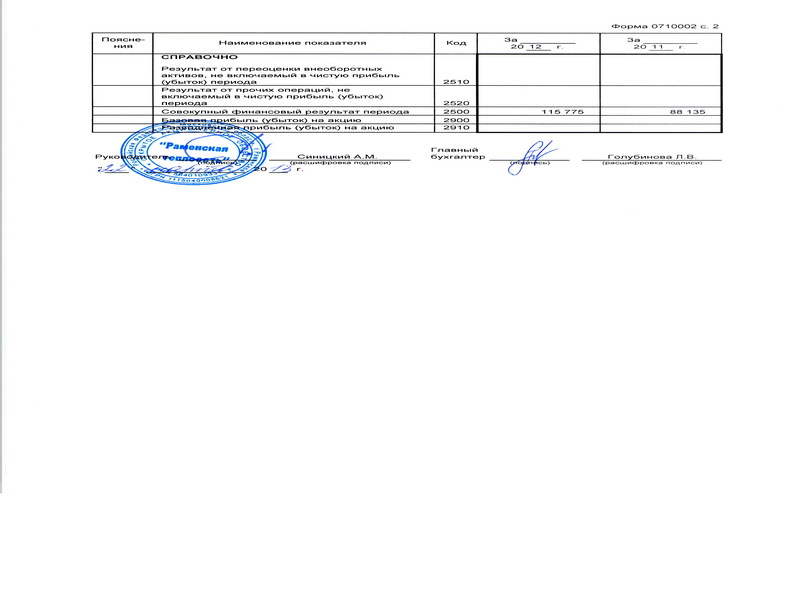 Форма 0710002 с. 2
Поясне-
ния
Наименование показателя
Код
За
20 12 г.
За
20 11 г.
СПРАВОЧНО
Результат от переоценки внеоборотных
активов, не включаемый в чистую прибыль
(убыток) периода
2510
Результат от прочих операций, не
включаемый в чистую прибыль (убыток)
периода
2520
Совокупный финансовый результат периода 2500 115 775 88 135
Базовая прибыль (убыток) на акцию 2900
Разводненная прибыль (убыток) на акцию 2910
"Раменская
теплосеть"
Руководитель
(подпись)
Синицкий А.М.
(расшифровка подписи)
Главный
бухгалтер
(подпись)
Голубинова Л.В.
(расшифровка подписи)
20 13 г.